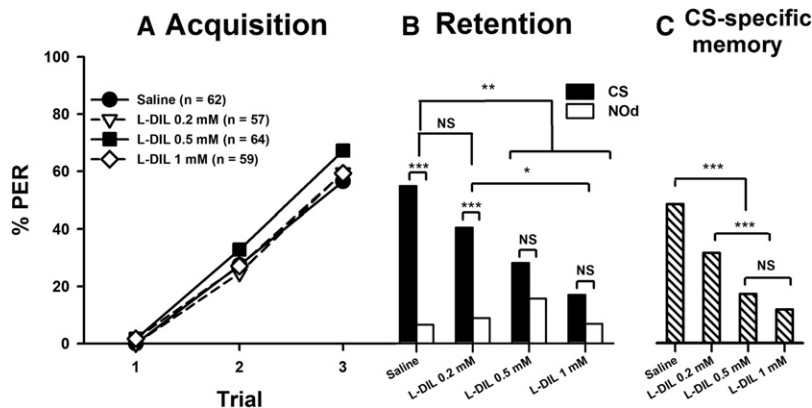 A Acquisition
% PER
100
80
60
40
20
0
Saline (n = 62)
L-DIL 0.2 mM (n = 57)
L-DIL 0.5 mM (n = 64)
L-DIL 1 mM (n = 59)
1 2 3
Trial
B Retention
CS
NOd
**
NS
***
*
***
NS
NS
Saline
L-DIL 0.2 mM
L-DIL 0.5 mM
L-DIL 1 mM
C CS-specific
memory
***
***
NS
Saline
L-DIL 0.2 mM
L-DIL 0.5 mM
L-DIL 1 mM